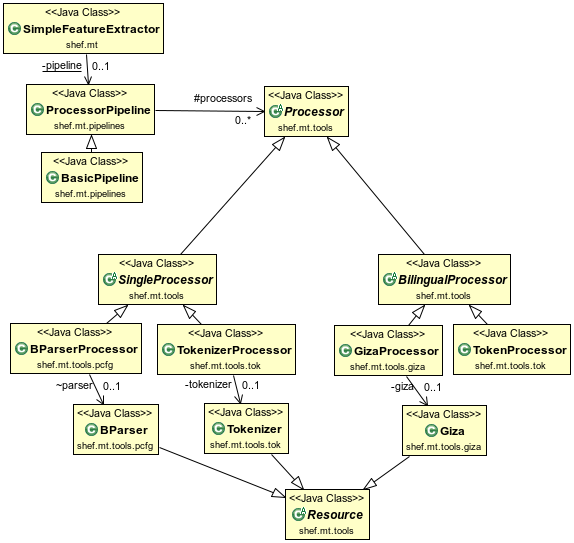 <<Java Class>>
SimpleFeatureExtractor
shef.mt
-pipeline 0..1
<<Java Class>>
ProcessorPipeline
shef.mt.pipelines
#processors
0..*
<<Java Class>>
Processor
shef.mt.tools
<<Java Class>>
BasicPipeline
shef.mt.pipelines
<<Java Class>>
SingleProcessor
shef.mt.tools
<<Java Class>>
BilingualProcessor
shef.mt.tools
<<Java Class>>
BParserProcessor
shef.mt.tools.pcfg
<<Java Class>>
TokenizerProcessor
shef.mt.tools.tok
<<Java Class>>
GizaProcessor
shef.mt.tools.giza
<<Java Class>>
TokenProcessor
shef.mt.tools.tok
~parser 0..1
-tokenizer 0..1
-giza 0..1
<<Java Class>>
BParser
shef.mt.tools.pcfg
<<Java Class>>
Tokenizer
shef.mt.tools.tok
<<Java Class>>
Giza
shef.mt.tools.giza
<<Java Class>>
Resource
shef.mt.tools